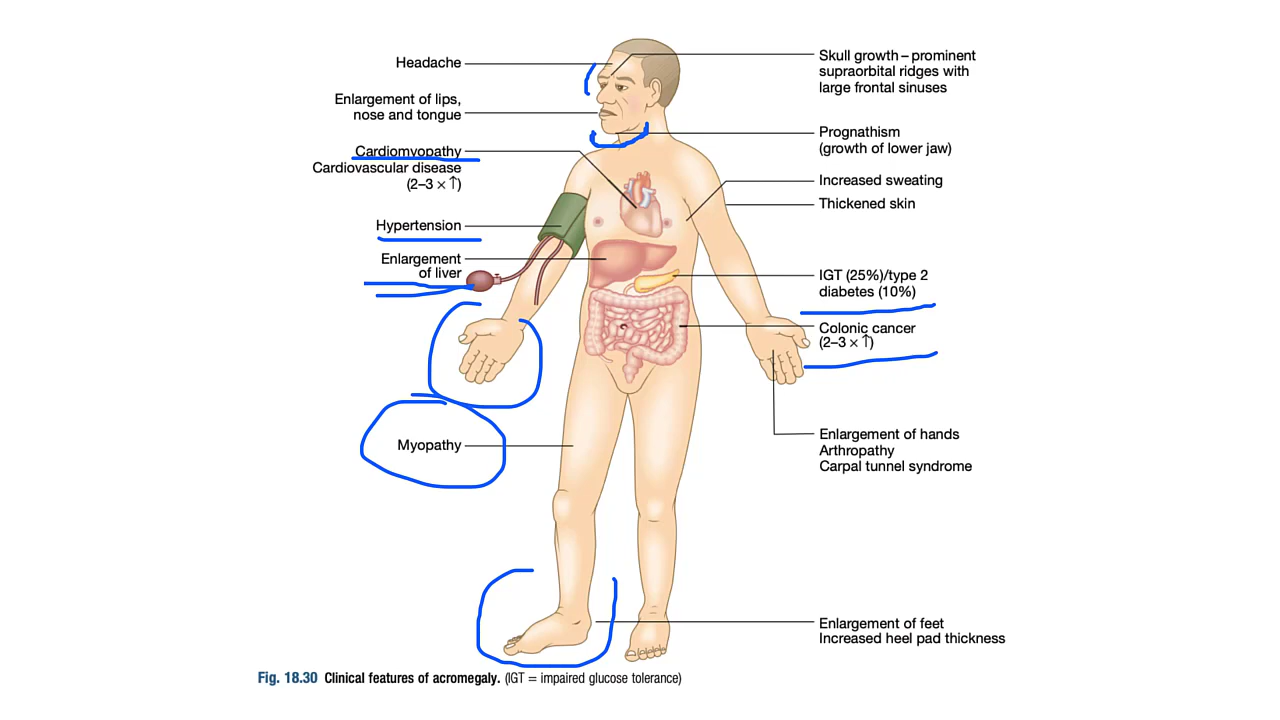 Headache
Enlargement of lips,
nose and tongue
Cardiomyopathy
Cardiovascular disease
(2–3 × ↑)
Hypertension
Enlargement
of liver
Myopathy
Skull growth – prominent
supraorbital ridges with
large frontal sinuses
Prognathism
(growth of lower jaw)
Increased sweating
Thickened skin
IGT (25%)/type 2
diabetes (10%)
Colonic cancer
(2–3 × ↑)
Enlargement of hands
Arthropathy
Carpal tunnel syndrome
Enlargement of feet
Increased heel pad thickness
Fig. 18.30 Clinical features of acromegaly. (IGT = impaired glucose tolerance)